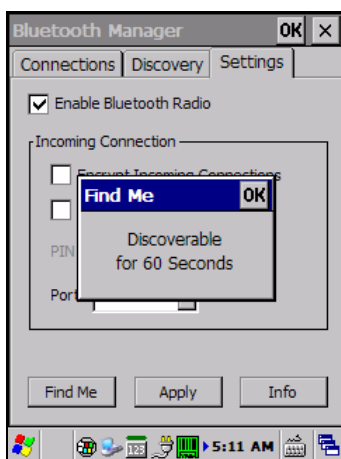 Bluetooth Manager OK
Connections Discovery Settings
Enable Bluetooth Radio
Incoming Connection
Encrypt Incoming Connections
Find Me OK
Discoverable
for 60 Seconds
PIN
Port
Find Me Apply Info
123 5:11 AM